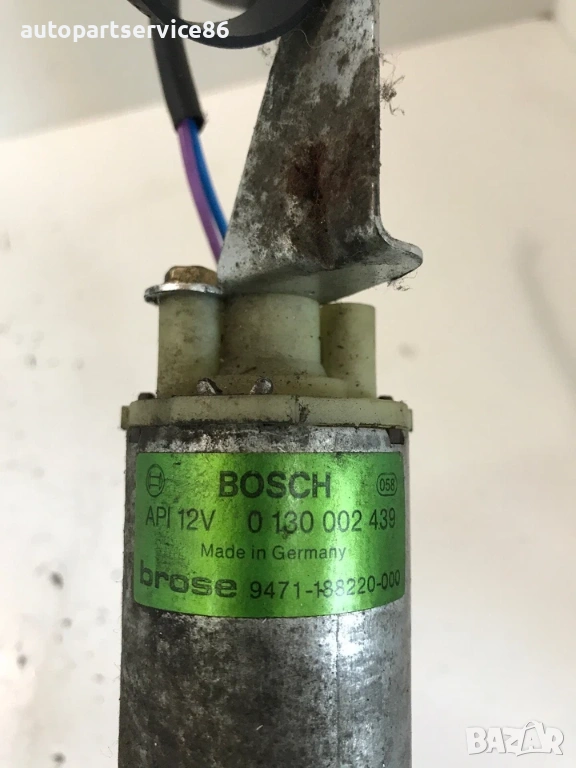 autopartservice86
BOSCH 058
API 12V 0 130 002 439
Made in Germany
brose 9471-188220-000
BAZAR